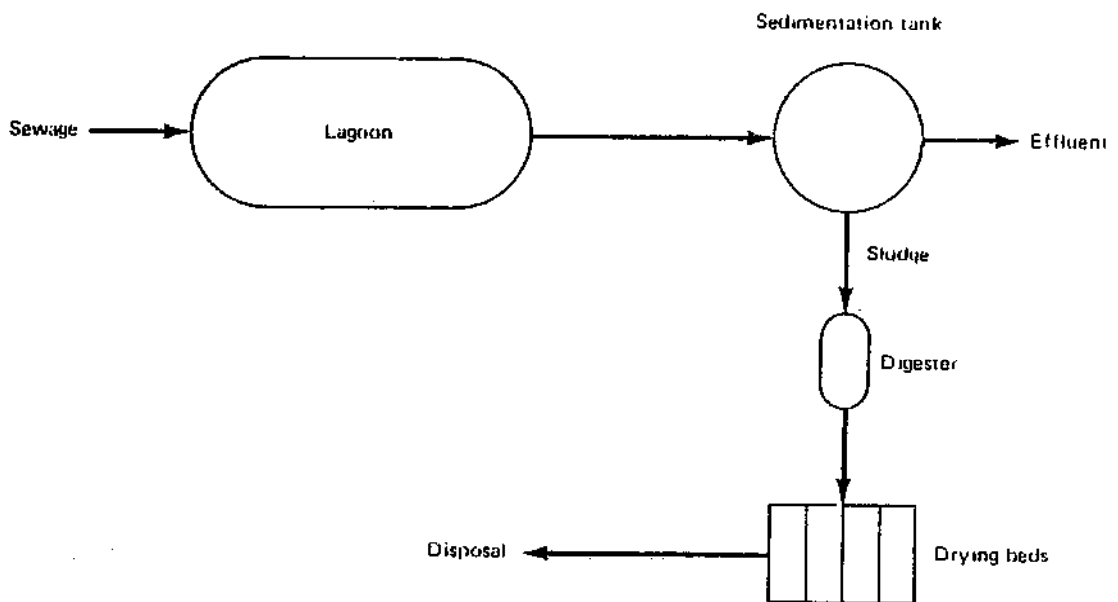 Sedimentation tank
Sewage
Lagoon
Effluent
Sludge
Digester
Disposal
Drying beds